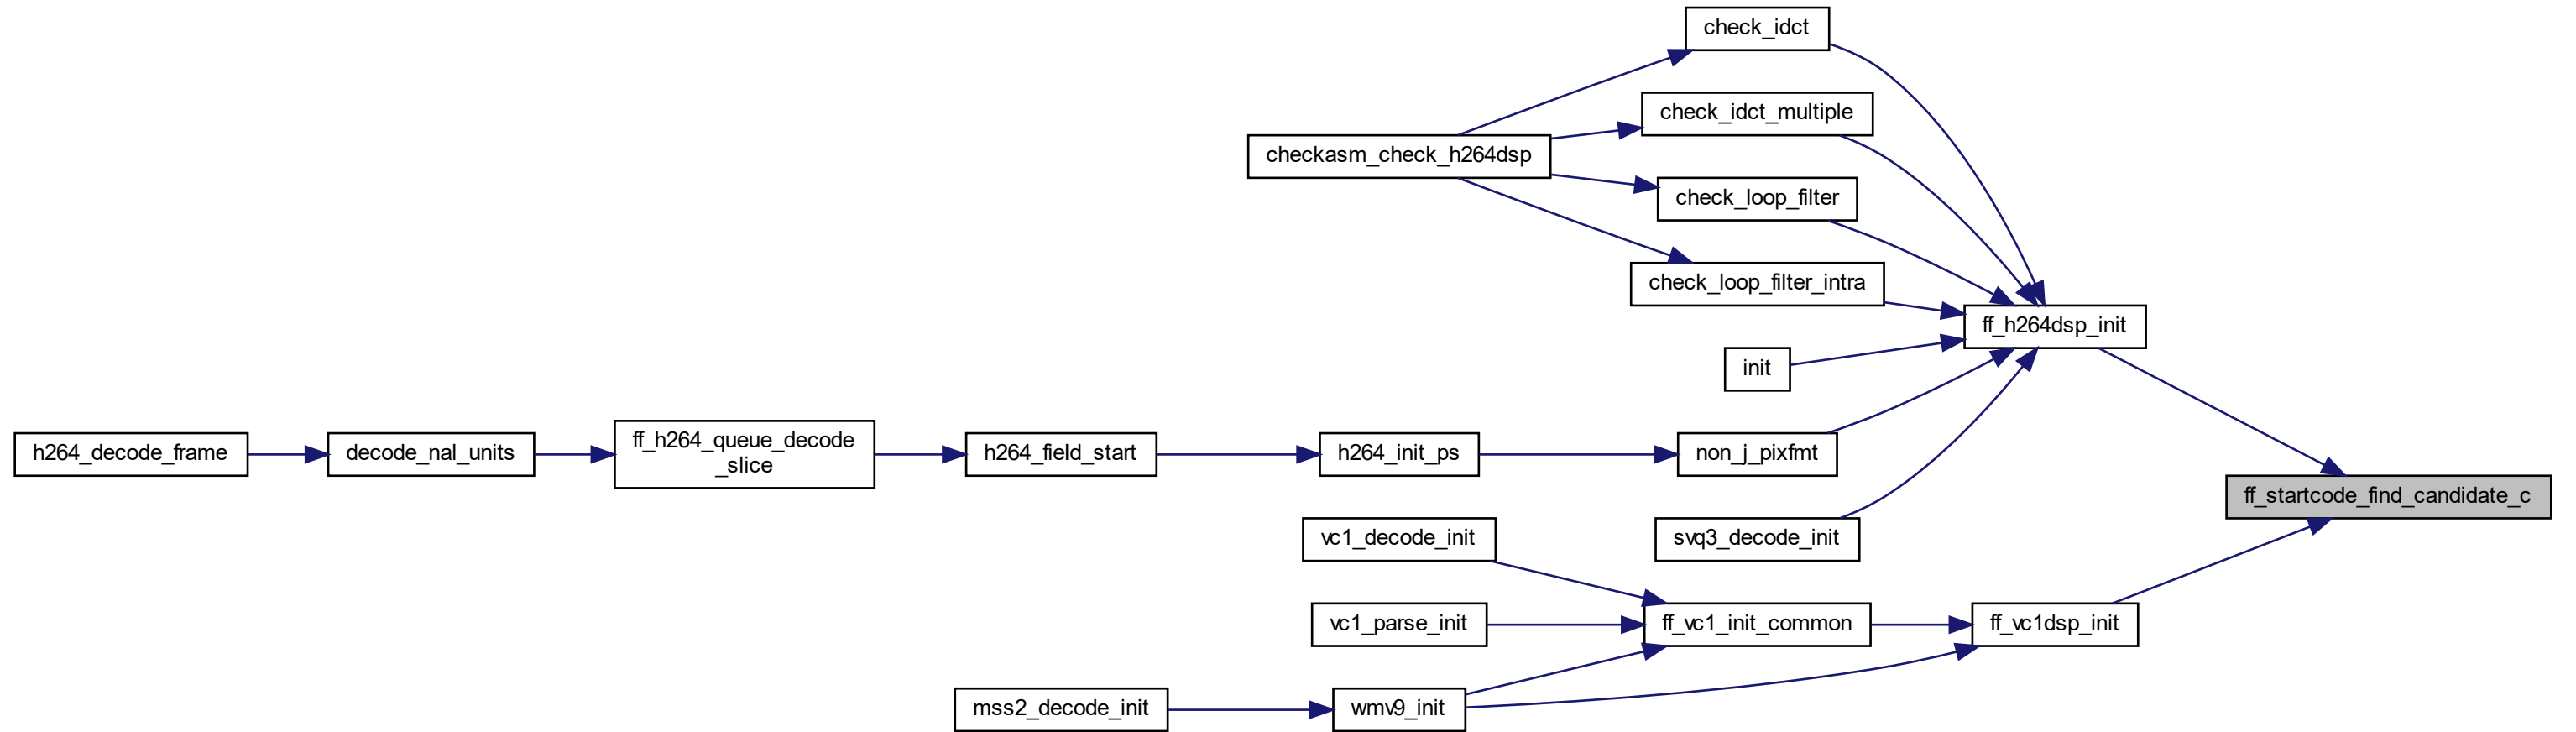 check_idct
check_idct_multiple
checkasm_check_h264dsp
check_loop_filter
check_loop_filter_intra
ff_h264dsp_init
init
h264_decode_frame
decode_nal_units
ff_h264_queue_decode
_slice
h264_field_start
h264_init_ps
non_j_pixfmt
ff_startcode_find_candidate_c
vc1_decode_init
svq3_decode_init
vc1_parse_init
ff_vc1_init_common
ff_vc1dsp_init
mss2_decode_init
wmv9_init